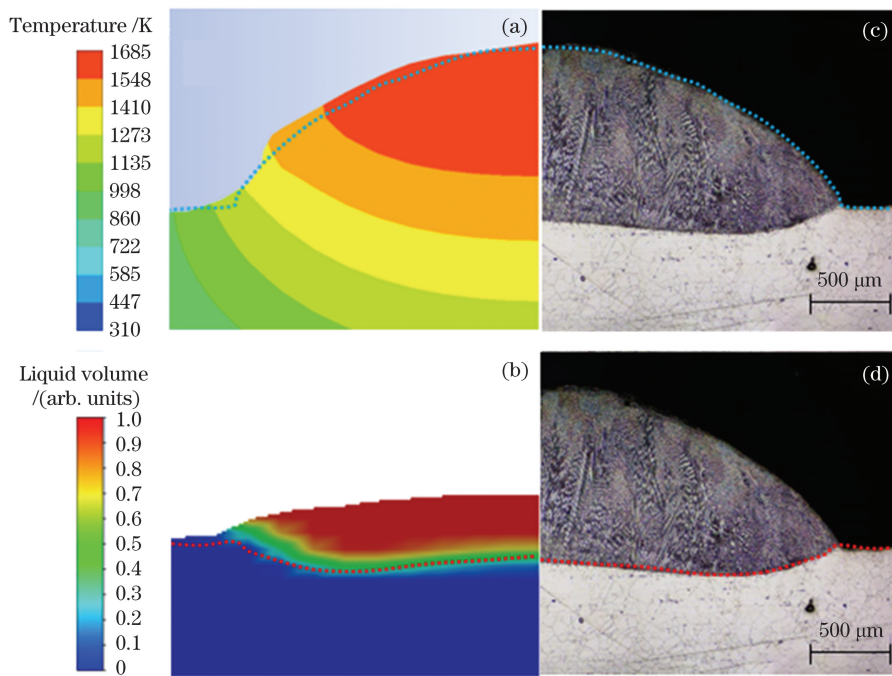 Temperature /K
1685
1548
1410
1273
1135
998
860
722
585
447
310
(a)
(c)
500 μm
Liquid volume
/(arb. units)
1.0
0.9
0.8
0.7
0.6
0.5
0.4
0.3
0.2
0.1
0
(b)
(d)
500 μm